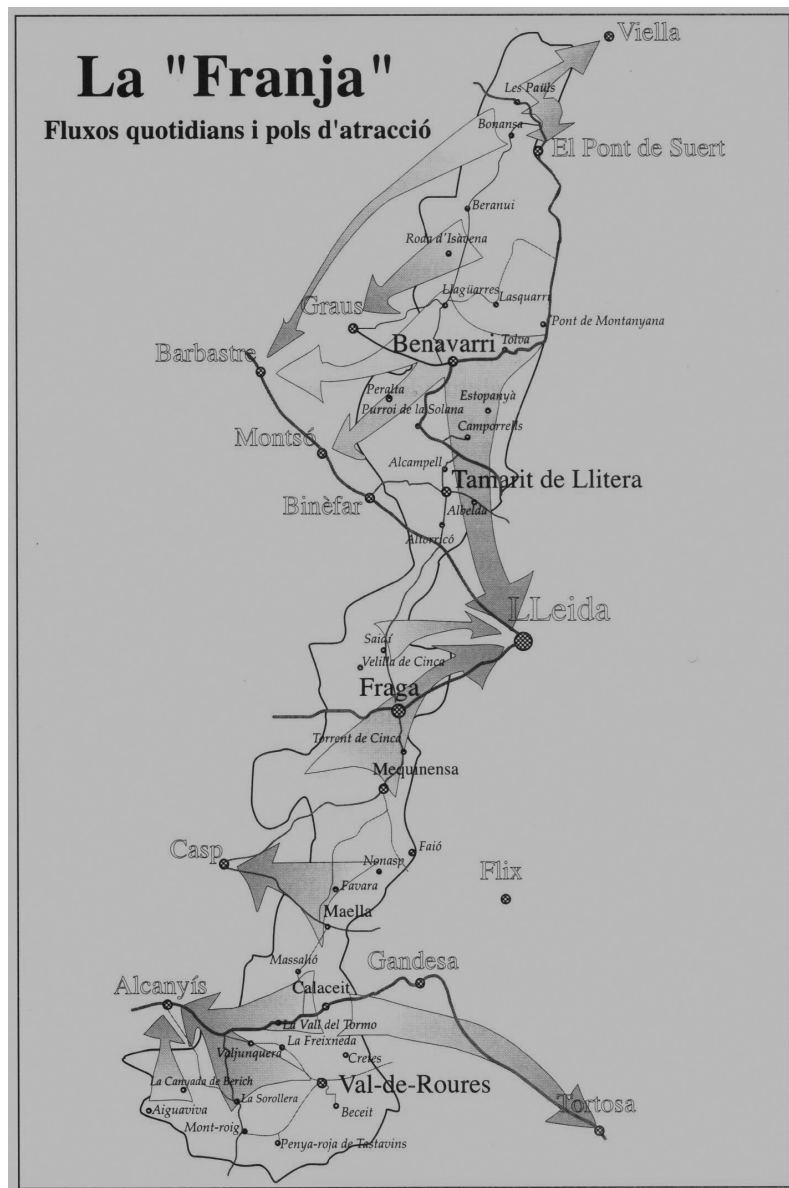 La "Franja"
Fluxos quotidians i pols d'atracció
Viella
Les Paüls
Bonansa
El Pont de Suert
Beranui
Roda d'Isàvena
Llagüarres
Lasquarri
Graus
Pont de Montanyana
Tolva
Benavarri
Barbastre
Peralta
Estopanyà
Purroi de la Solana
Camporrells
Montsó
Alcampell
Tamarit de Llitera
Binèfar
Albelda
Altorricó
LLeida
Saidí
Velilla de Cinca
Fraga
Torrent de Cinca
Mequinensa
Faió
Casp
Nonasp
Flix
Favara
Maella
Massalió
Gandesa
Alcanyís
Calaceit
La Vall del Tormo
Valjunquera
La Freixneda
Cretes
La Canyada de Berich
Val-de-Roures
La Sorollera
Aiguaviva
Beceit
Tortosa
Mont-roig
Penya-roja de Tastavins